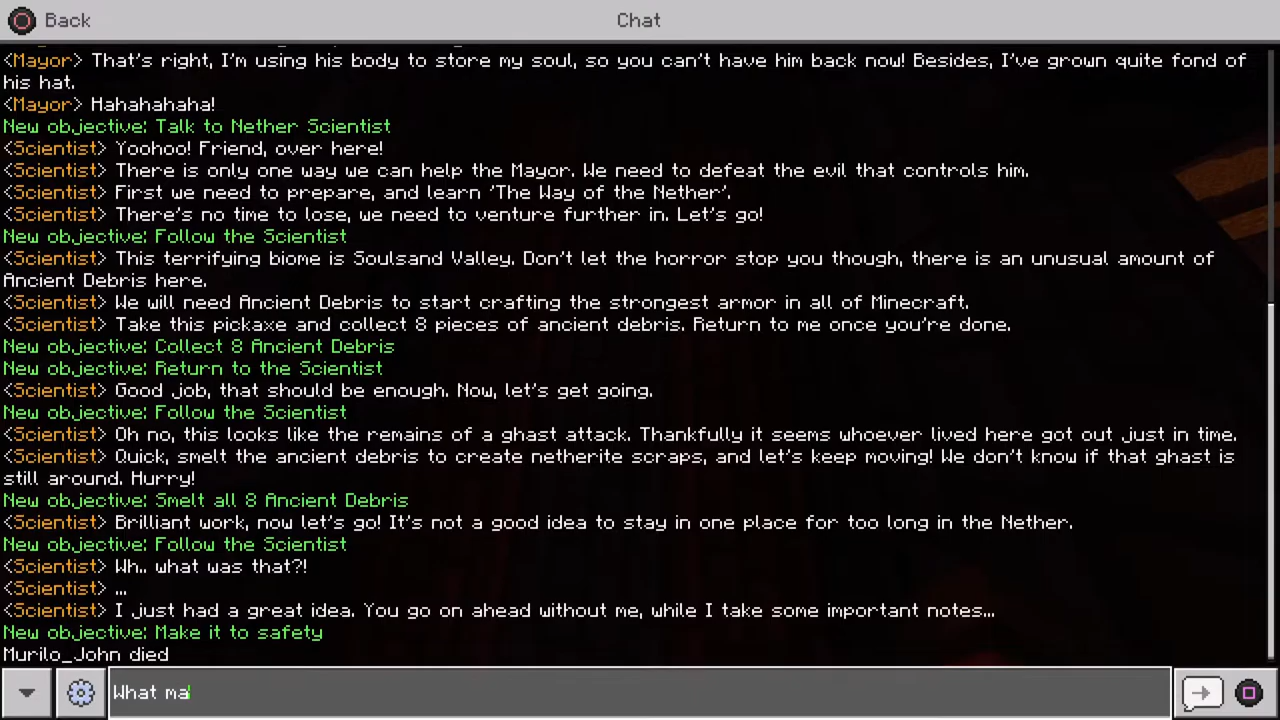 Back
Chat
<Mayor> That's right, I'm using his body to store my soul, so you can't have him back now! Besides, I've grown quite fond of
his hat.
<Mayor> Hahahahaha!
New objective: Talk to Nether Scientist
<Scientist> Yoohoo! Friend, over here!
<Scientist> There is only one way we can help the Mayor. We need to defeat the evil that controls him.
<Scientist> First we need to prepare, and learn 'The Way of the Nether'.
<Scientist> There's no time to lose, we need to venture further in. Let's go!
New objective: Follow the Scientist
<Scientist> This terrifying biome is Soulsand Valley. Don't let the horror stop you though, there is an unusual amount of
Ancient Debris here.
<Scientist> We will need Ancient Debris to start crafting the strongest armor in all of Minecraft.
<Scientist> Take this pickaxe and collect 8 pieces of ancient debris. Return to me once you're done.
New objective: Collect 8 Ancient Debris
New objective: Return to the Scientist
<Scientist> Good job, that should be enough. Now, let's get going.
New objective: Follow the Scientist
<Scientist> Oh no, this looks like the remains of a ghast attack. Thankfully it seems whoever lived here got out just in time.
<Scientist> Quick, smelt the ancient debris to create netherite scraps, and let's keep moving! We don't know if that ghast is
still around. Hurry!
New objective: Smelt all 8 Ancient Debris
<Scientist> Brilliant work, now let's go! It's not a good idea to stay in one place for too long in the Nether.
New objective: Follow the Scientist
<Scientist> Wh.. what was that?!
<Scientist> ...
<Scientist> I just had a great idea. You go on ahead without me, while I take some important notes...
New objective: Make it to safety
Murilo_John died
What ma